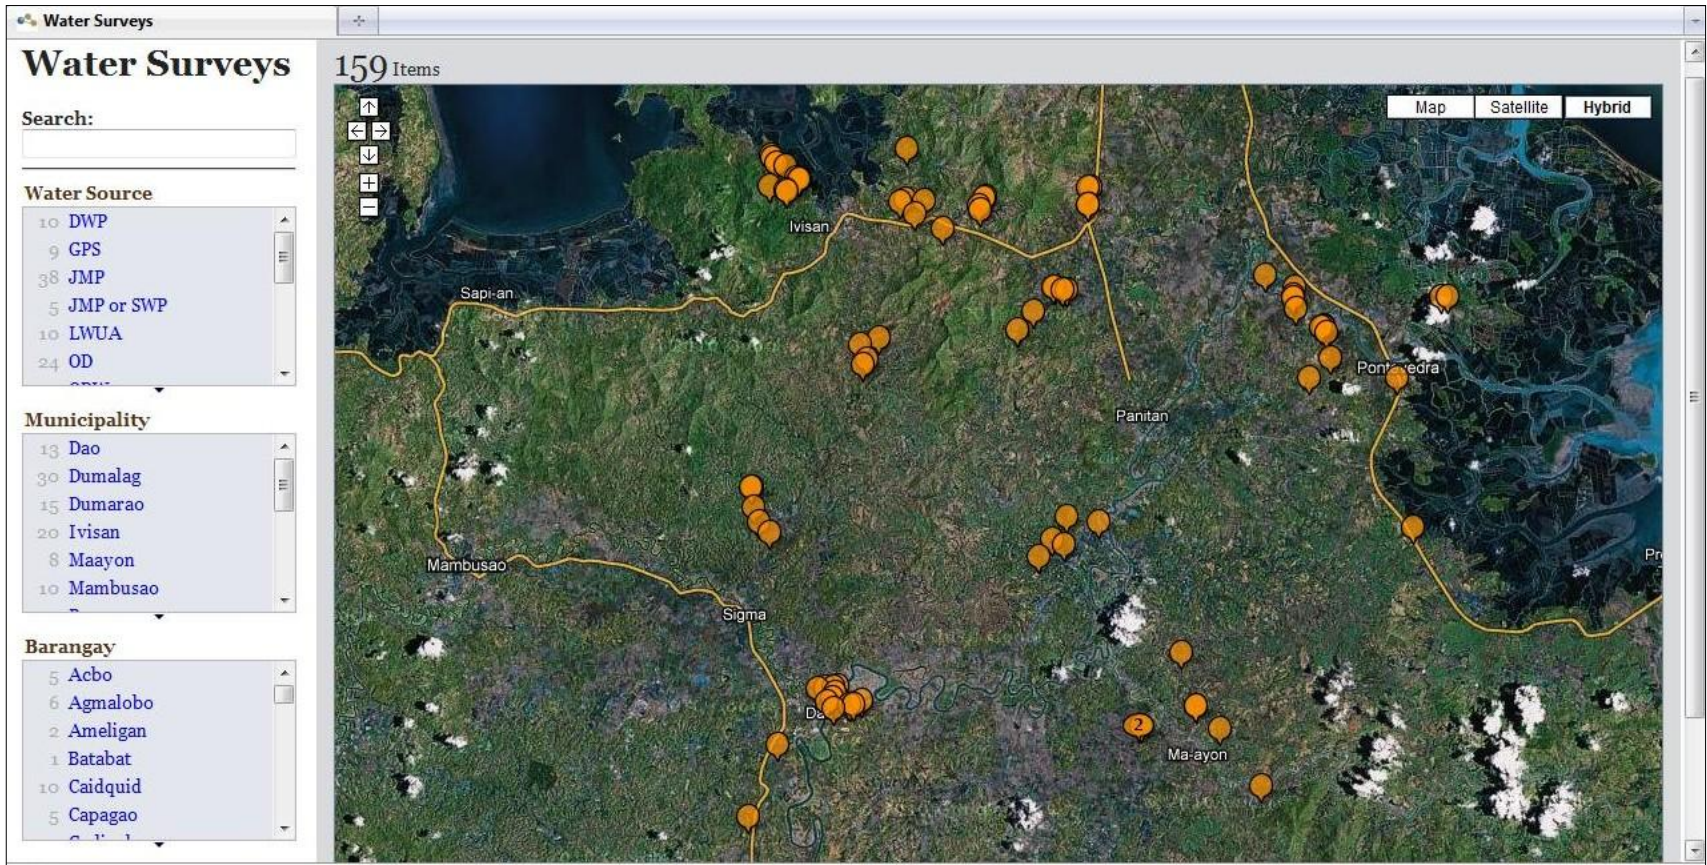 Water Surveys
Water Surveys
159 Items
Search:
Water Source
10 DWP
9 GPS
38 JMP
5 JMP or SWP
10 LWUA
24 OD
Municipality
13 Dao
30 Dumalag
15 Dumarao
20 Ivisan
8 Maayon
10 Mambusao
Barangay
5 Acbo
6 Agmalobo
2 Ameligan
1 Batabat
10 Caidquid
5 Capagao
Map Satellite Hybrid
Ivisan
Sapi-an
Pontevedra
Panitan
Mambusao
Sigma
2
Ma-ayon